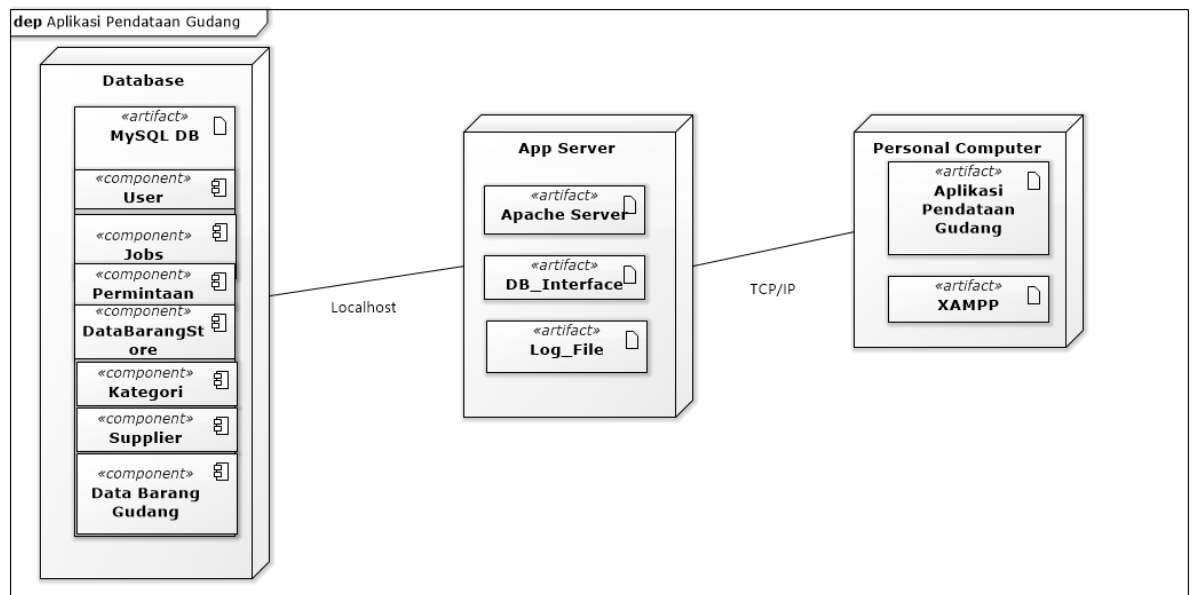 dep Aplikasi Pendataan Gudang
Database
«artifact»
MySQL DB
«component»
User
«component»
Jobs
«component»
Permintaan
«component»
DataBarangSt
ore
«component»
Kategori
«component»
Supplier
«component»
Data Barang
Gudang
Localhost
App Server
«artifact»
Apache Server
«artifact»
DB_Interface
«artifact»
Log_File
TCP/IP
Personal Computer
«artifact»
Aplikasi
Pendataan
Gudang
«artifact»
XAMPP